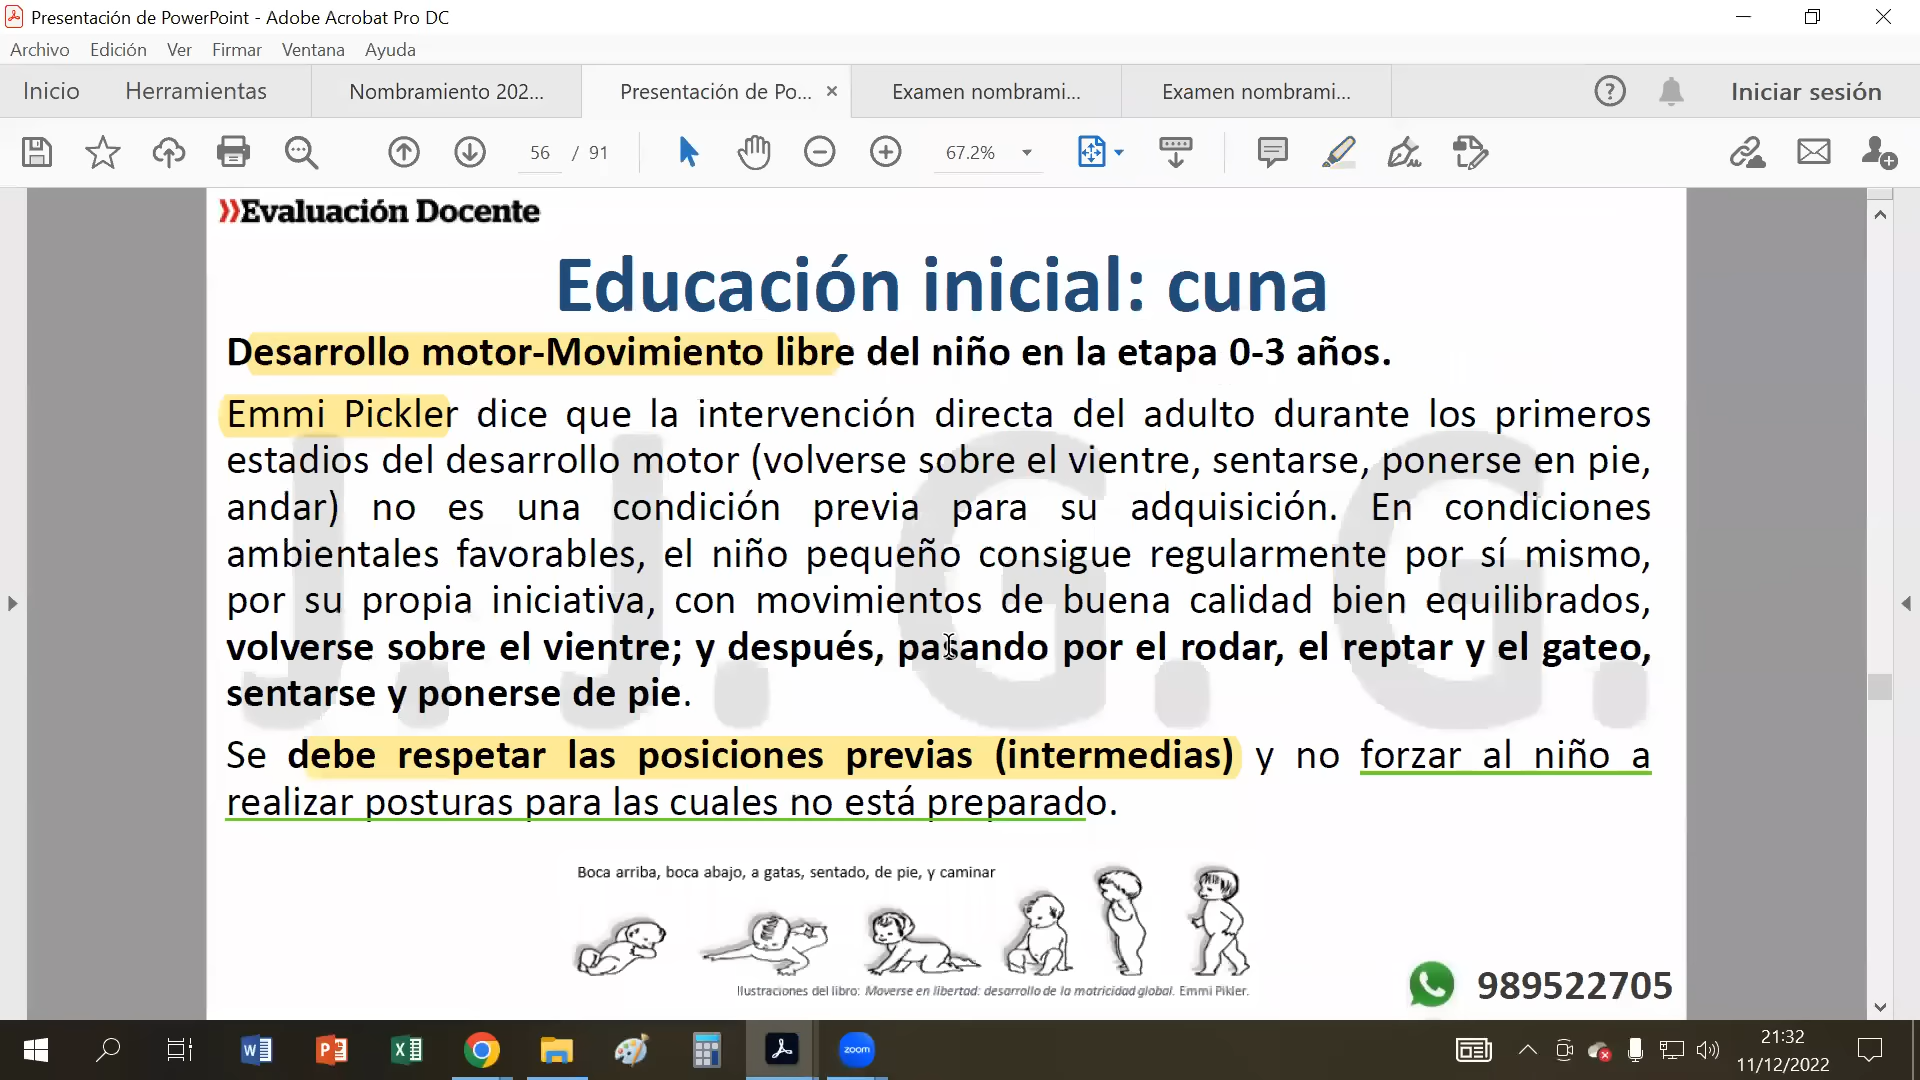 Presentación de PowerPoint - Adobe Acrobat Pro DC
Archivo Edición Ver Firmar Ventana Ayuda
Inicio Herramientas Nombramiento 202... Presentación de Po... × Examen nombrami... Examen nombrami... Iniciar sesión
56 / 91 67.2%
Evaluación Docente
Educación inicial: cuna
Desarrollo motor-Movimiento libre del niño en la etapa 0-3 años.
Emmi Pickler dice que la intervención directa del adulto durante los primeros
estadios del desarrollo motor (volverse sobre el vientre, sentarse, ponerse en pie,
andar) no es una condición previa para su adquisición. En condiciones
ambientales favorables, el niño pequeño consigue regularmente por sí mismo,
por su propia iniciativa, con movimientos de buena calidad bien equilibrados,
volverse sobre el vientre; y después, pasando por el rodar, el reptar y el gateo,
sentarse y ponerse de pie.
Se debe respetar las posiciones previas (intermedias) y no forzar al niño a
realizar posturas para las cuales no está preparado.
J. J. G. G.
Boca arriba, boca abajo, a gatas, sentado, de pie, y caminar
Ilustraciones del libro: Moverse en libertad: desarrollo de la motricidad global. Emmi Pikler.
989522705
zoom
21:32
11/12/2022